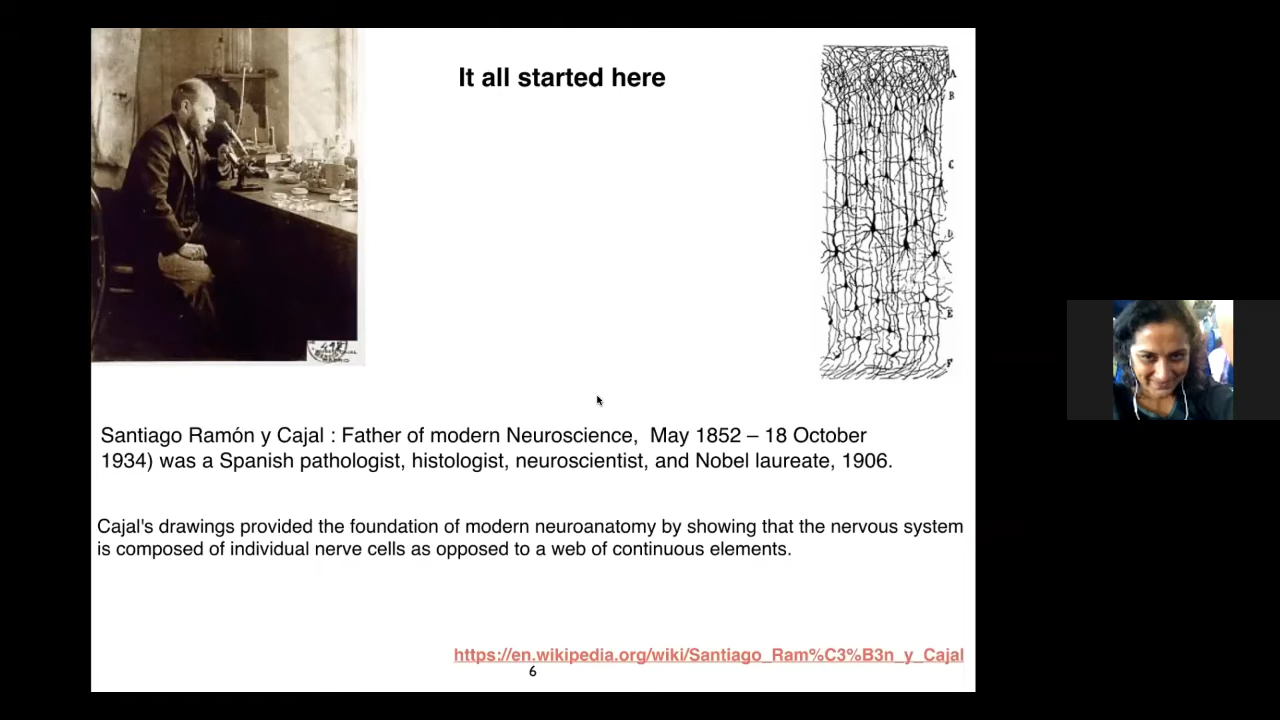 It all started here
A
B
C
D
E
F
Santiago Ramón y Cajal : Father of modern Neuroscience, May 1852 – 18 October
1934) was a Spanish pathologist, histologist, neuroscientist, and Nobel laureate, 1906.
Cajal's drawings provided the foundation of modern neuroanatomy by showing that the nervous system
is composed of individual nerve cells as opposed to a web of continuous elements.
https://en.wikipedia.org/wiki/Santiago_Ram%C3%B3n_y_Cajal
6